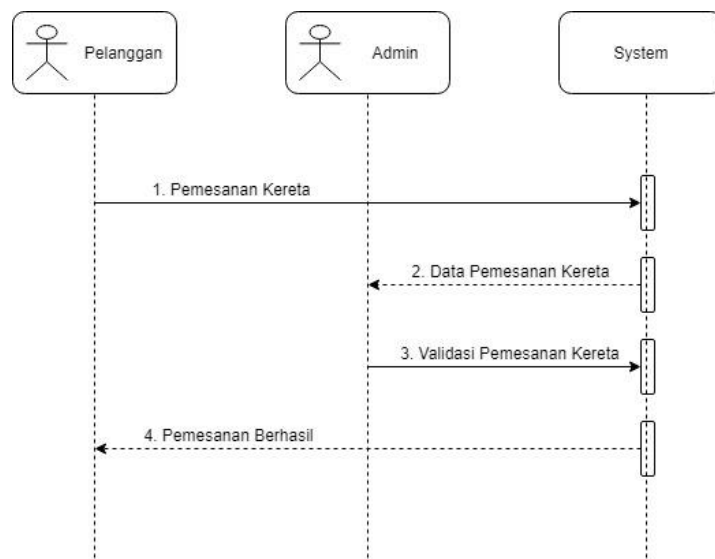 Pelanggan
Admin
System
1. Pemesanan Kereta
2. Data Pemesanan Kereta
3. Validasi Pemesanan Kereta
4. Pemesanan Berhasil